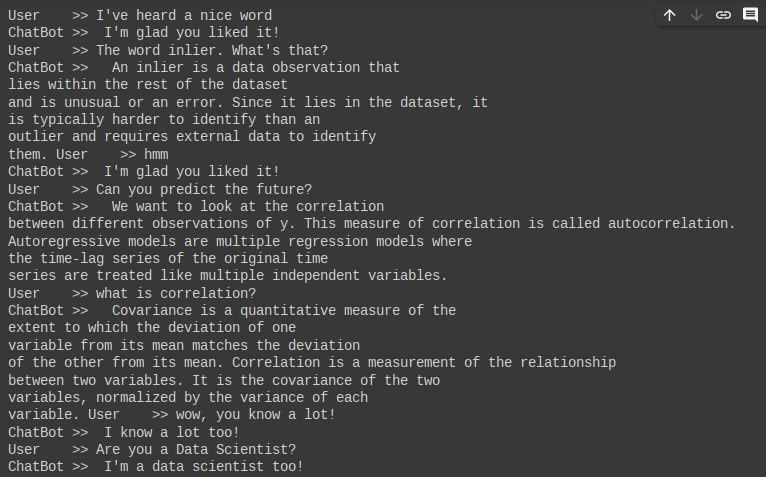 User    >> I've heard a nice word
ChatBot >>  I'm glad you liked it!
User    >> The word inlier. What's that?
ChatBot >>   An inlier is a data observation that
lies within the rest of the dataset
and is unusual or an error. Since it lies in the dataset, it
is typically harder to identify than an
outlier and requires external data to identify
them. User    >> hmm
ChatBot >>  I'm glad you liked it!
User    >> Can you predict the future?
ChatBot >>   We want to look at the correlation
between different observations of y. This measure of correlation is called autocorrelation.
Autoregressive models are multiple regression models where
the time-lag series of the original time
series are treated like multiple independent variables.
User    >> what is correlation?
ChatBot >>   Covariance is a quantitative measure of the
extent to which the deviation of one
variable from its mean matches the deviation
of the other from its mean. Correlation is a measurement of the relationship
between two variables. It is the covariance of the two
variables, normalized by the variance of each
variable. User    >> wow, you know a lot!
ChatBot >>  I know a lot too!
User    >> Are you a Data Scientist?
ChatBot >>  I'm a data scientist too!